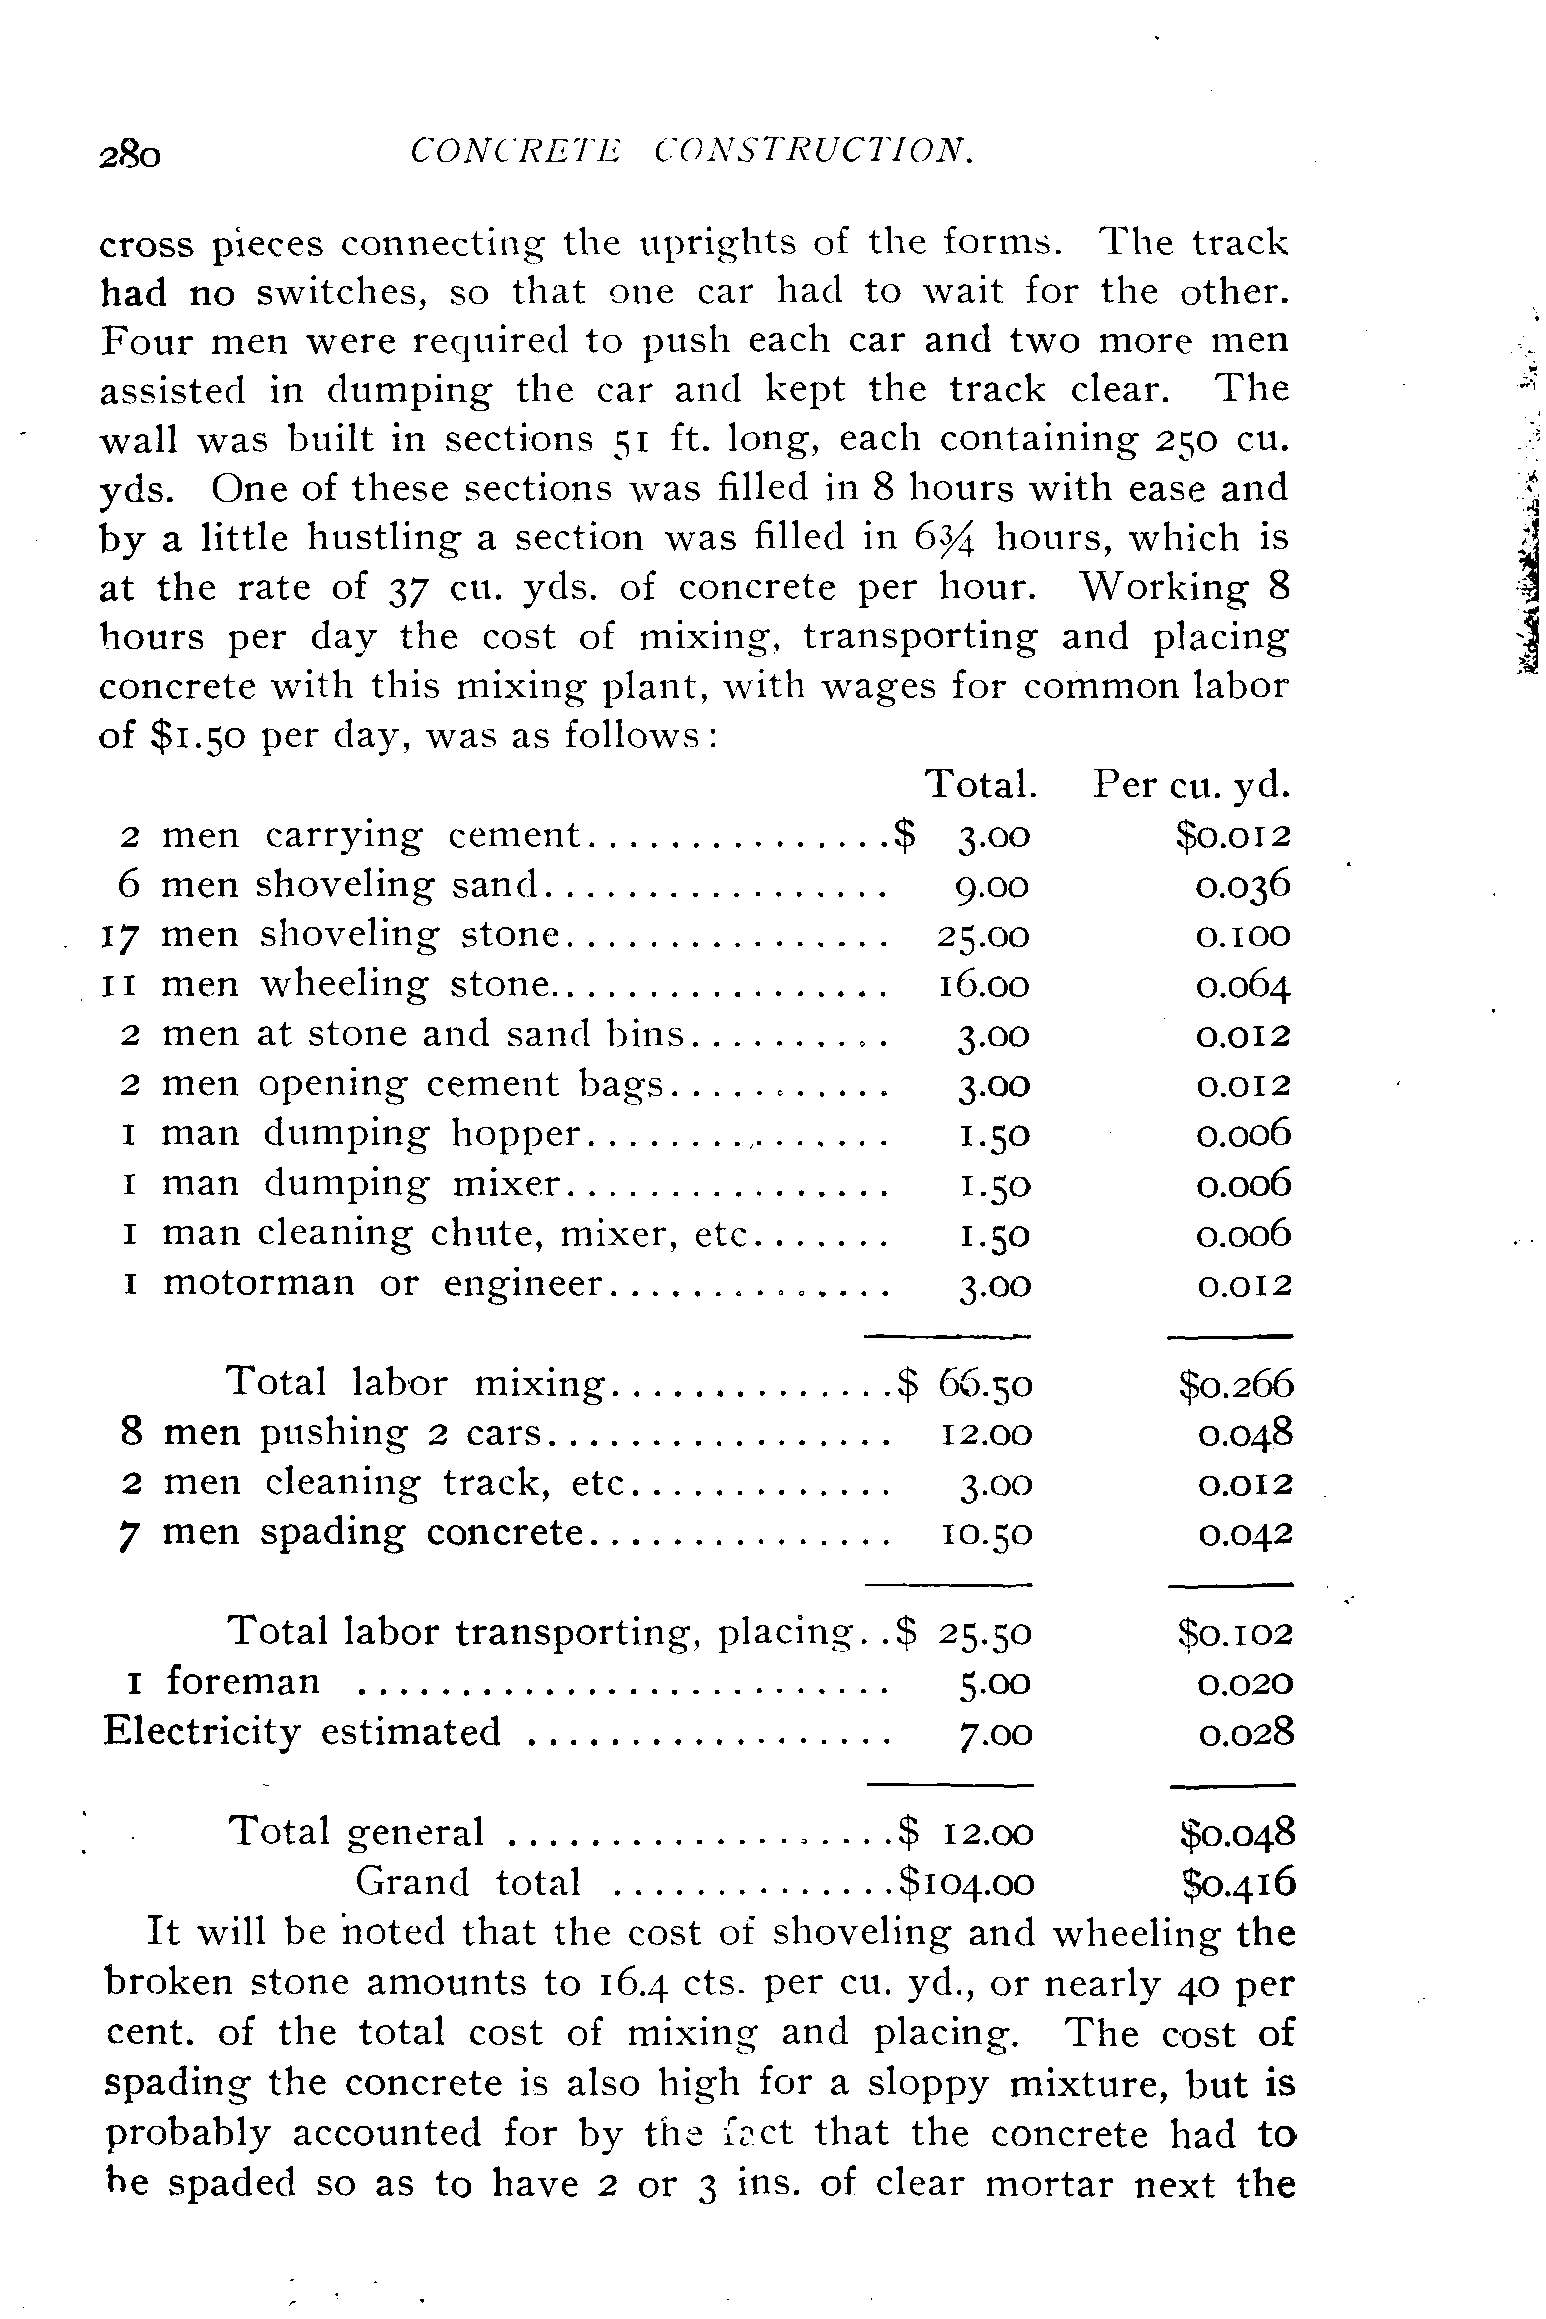 280 CONCRETE CONSTRUCTION.
cross pieces connecting the uprights of the forms. The track
had no switches, so that one car had to wait for the other.
Four men were required to push each car and two more men
assisted in dumping the car and kept the track clear. The
wall was built in sections 51 ft. long, each containing 250 cu.
yds. One of these sections was filled in 8 hours with ease and
by a little hustling a section was filled in 6¾ hours, which is
at the rate of 37 cu. yds. of concrete per hour. Working 8
hours per day the cost of mixing, transporting and placing
concrete with this mixing plant, with wages for common labor
of $1.50 per day, was as follows:
Total. Per cu. yd.
2 men carrying cement...............$ 3.00 $0.012
6 men shoveling sand................. 9.00 0.036
17 men shoveling stone................ 25.00 0.100
11 men wheeling stone................. 16.00 0.064
2 men at stone and sand bins.......... 3.00 0.012
2 men opening cement bags........... 3.00 0.012
1 man dumping hopper............... 1.50 0.006
1 man dumping mixer................ 1.50 0.006
1 man cleaning chute, mixer, etc....... 1.50 0.006
1 motorman or engineer.............. 3.00 0.012
Total labor mixing..............$ 66.50 $0.266
8 men pushing 2 cars................. 12.00 0.048
2 men cleaning track, etc............. 3.00 0.012
7 men spading concrete............... 10.50 0.042
Total labor transporting, placing..$ 25.50 $0.102
1 foreman .......................... 5.00 0.020
Electricity estimated .................. 7.00 0.028
Total general ...................$ 12.00 $0.048
Grand total ..............$104.00 $0.416
It will be noted that the cost of shoveling and wheeling the
broken stone amounts to 16.4 cts. per cu. yd., or nearly 40 per
cent. of the total cost of mixing and placing. The cost of
spading the concrete is also high for a sloppy mixture, but is
probably accounted for by the fact that the concrete had to
be spaded so as to have 2 or 3 ins. of clear mortar next the